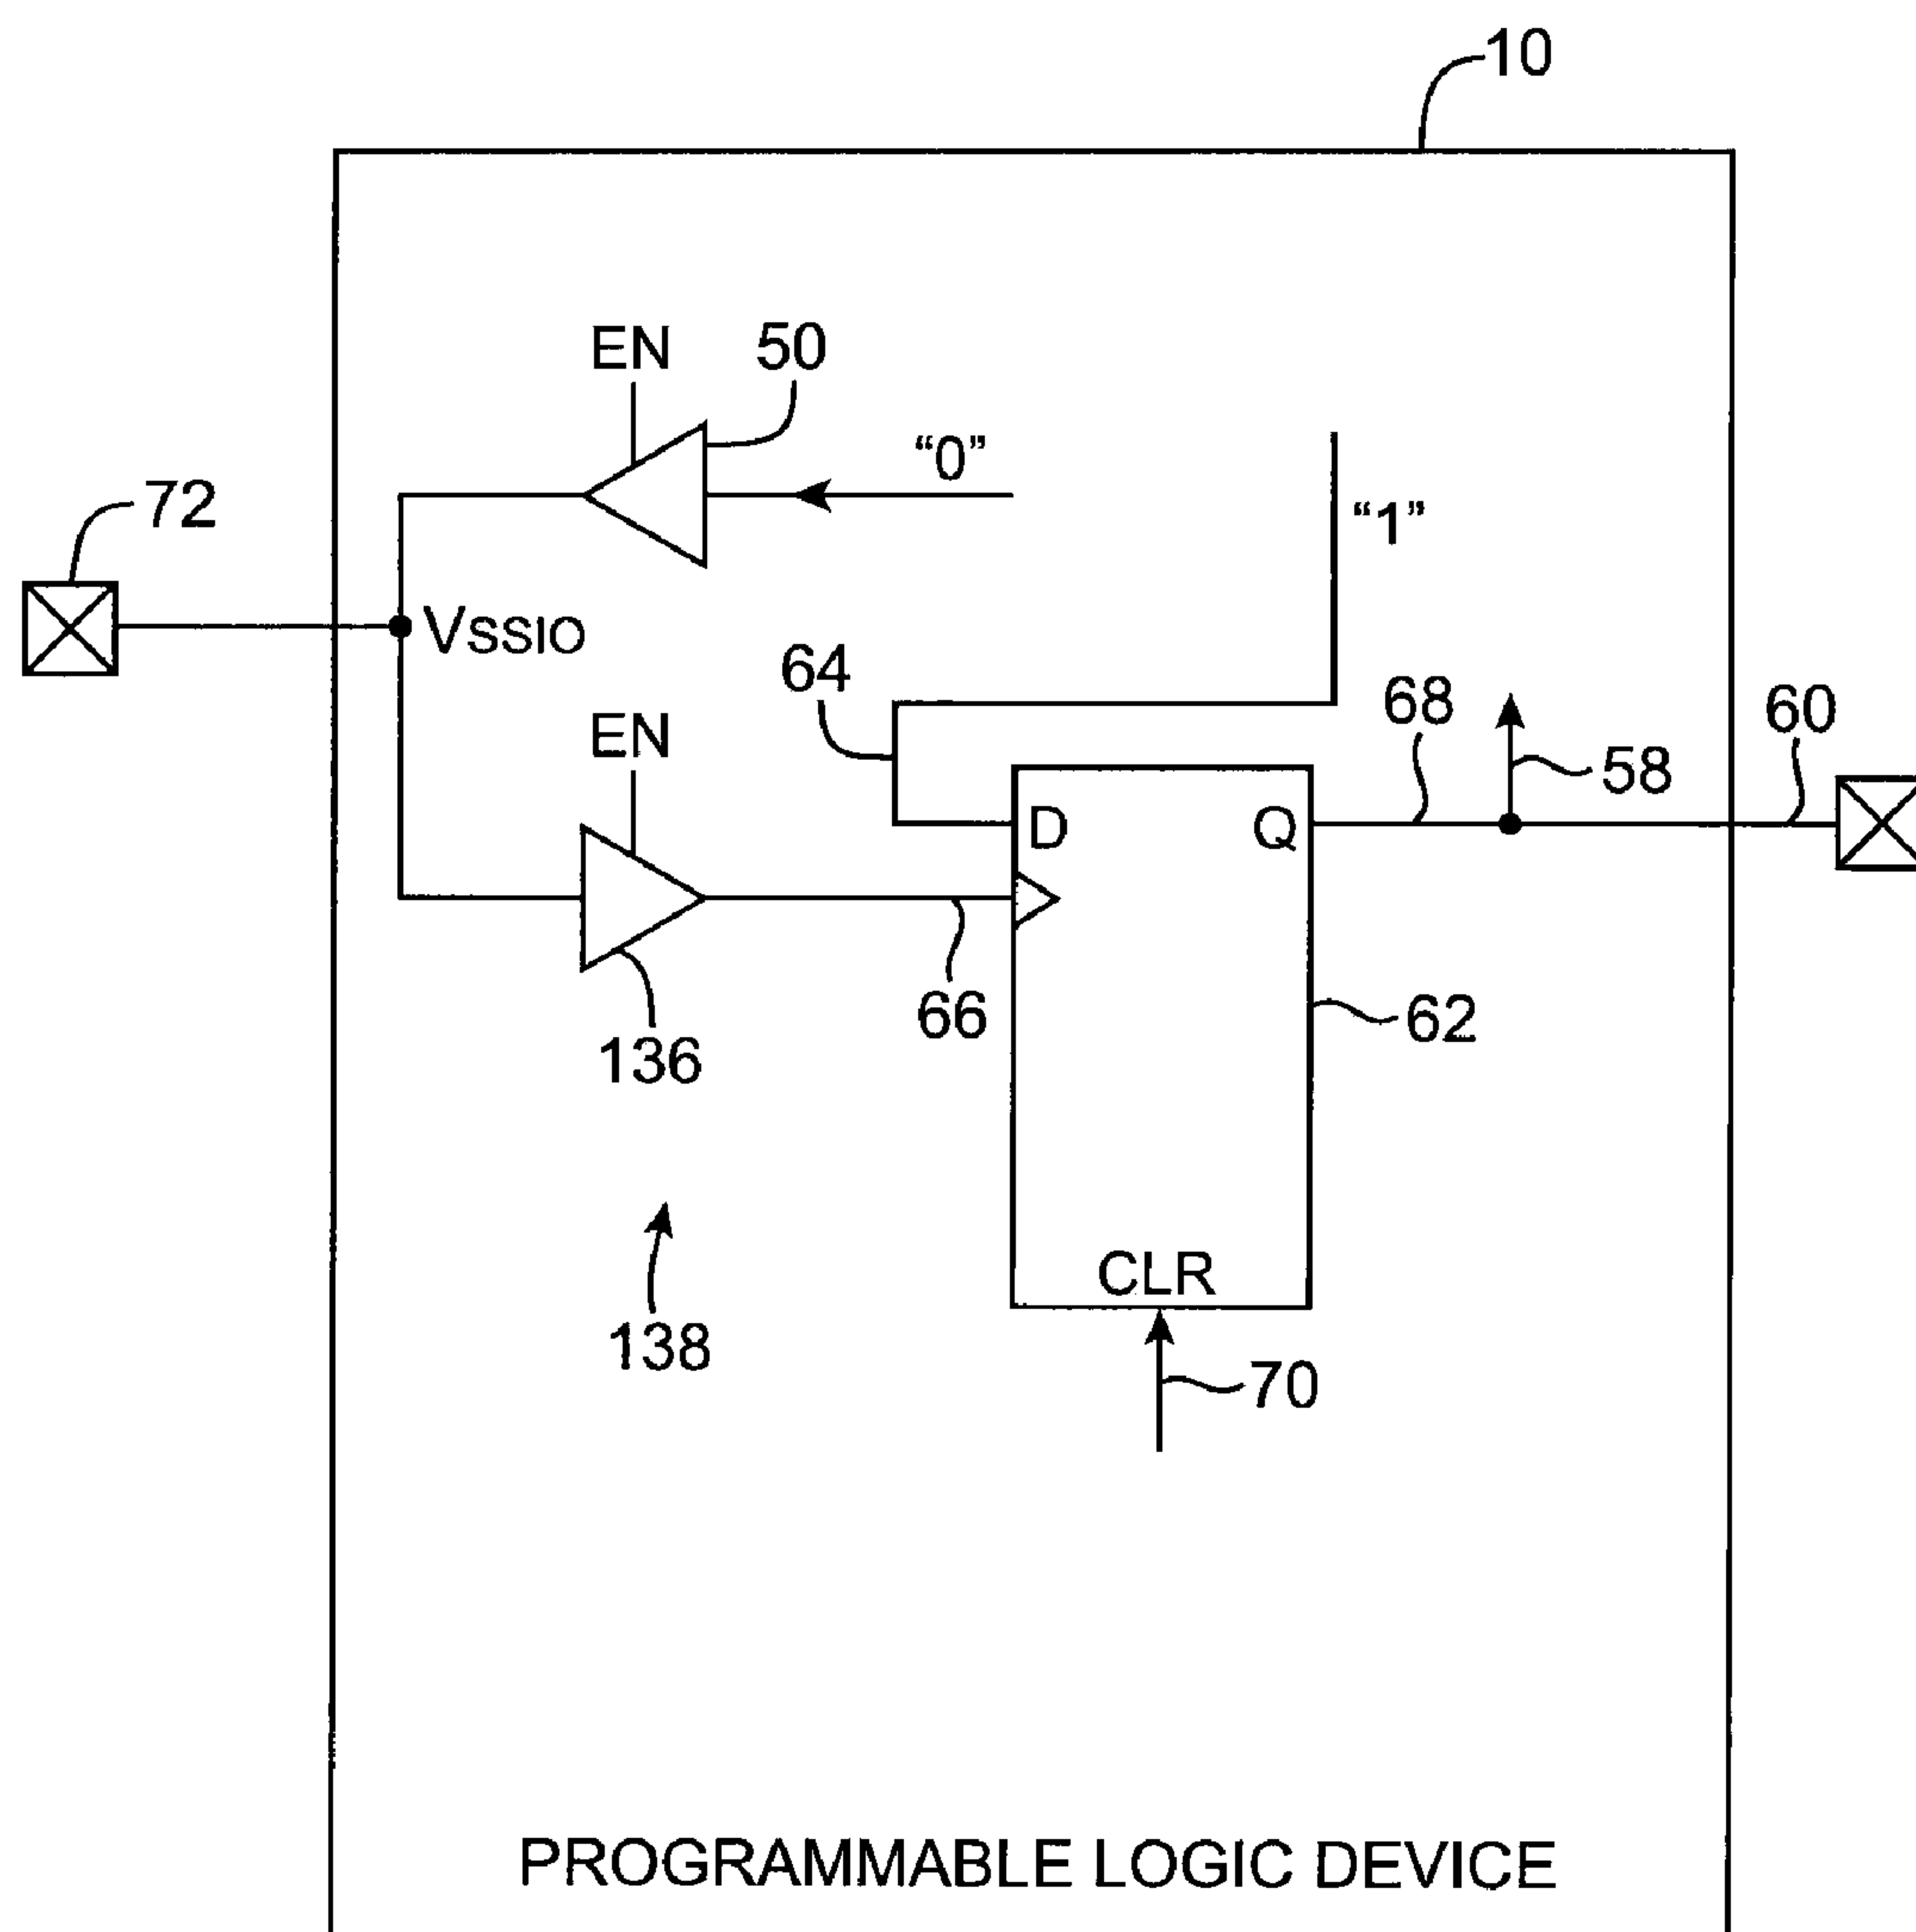 10
EN
50
"0"
72
"1"
VSSIO
64
68
60
EN
58
D
Q
66
62
136
CLR
138
70
PROGRAMMABLE LOGIC DEVICE